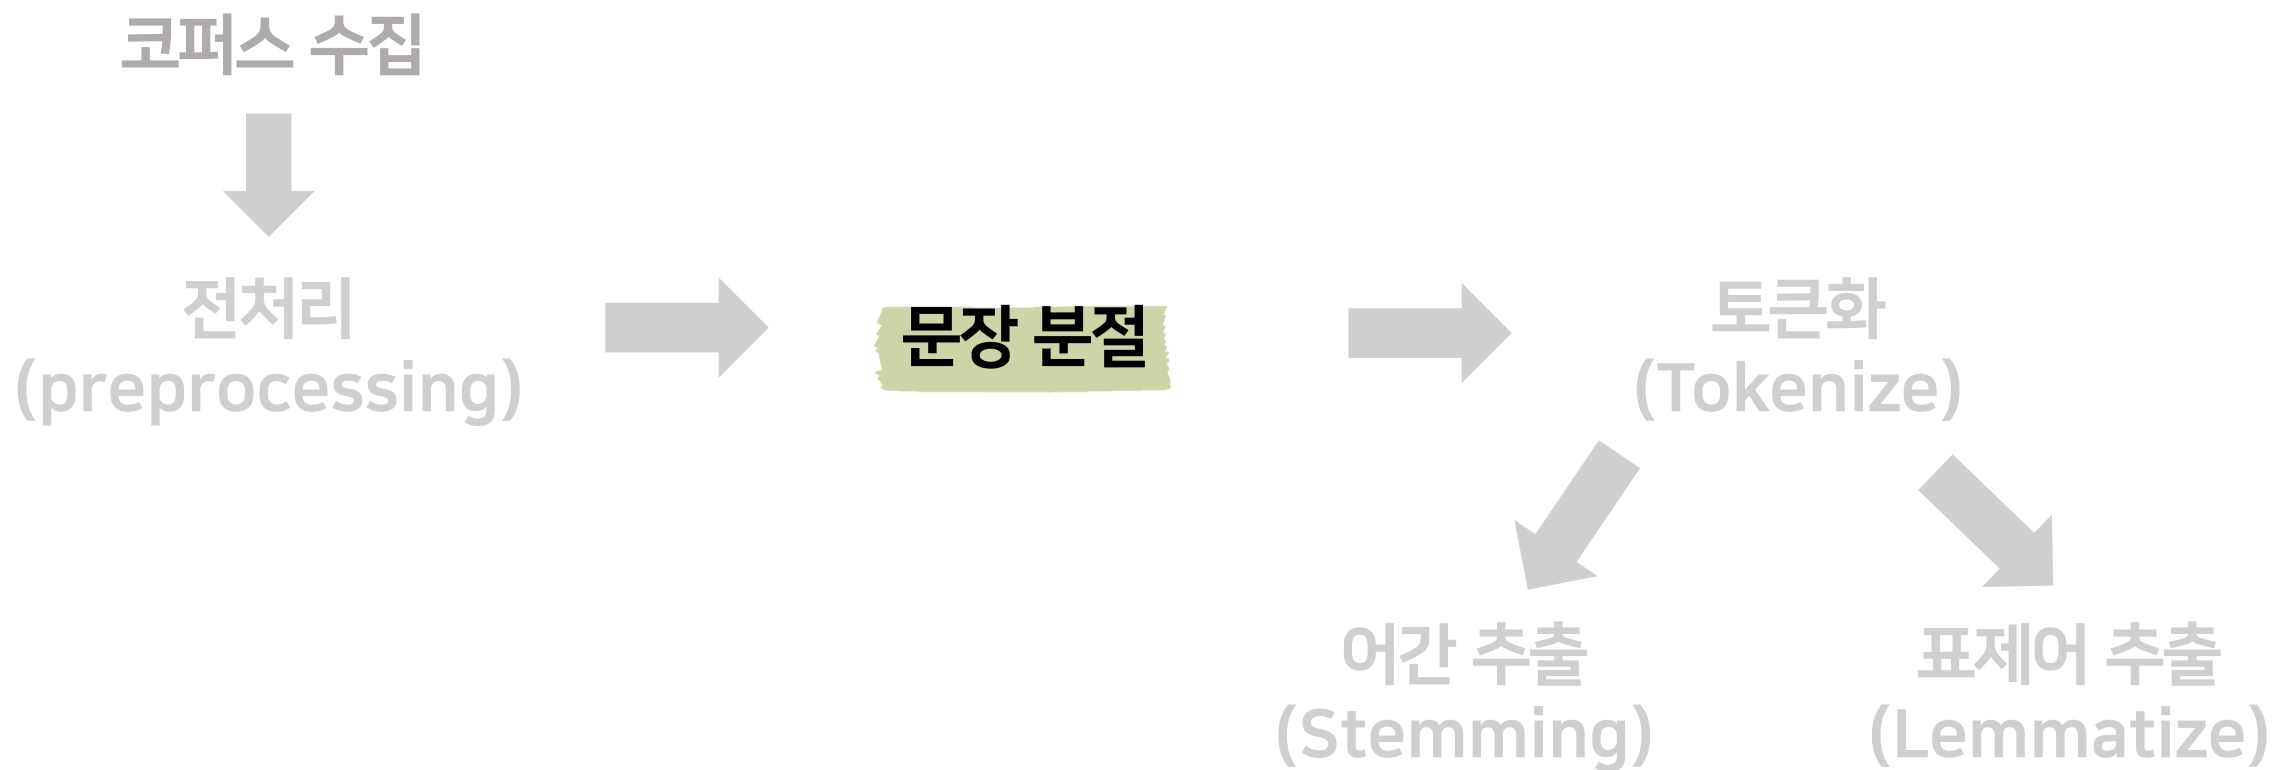 코퍼스 수집
전처리
(preprocessing)
문장 분절
토큰화
(Tokenize)
어간 추출
(Stemming)
표제어 추출
(Lemmatize)